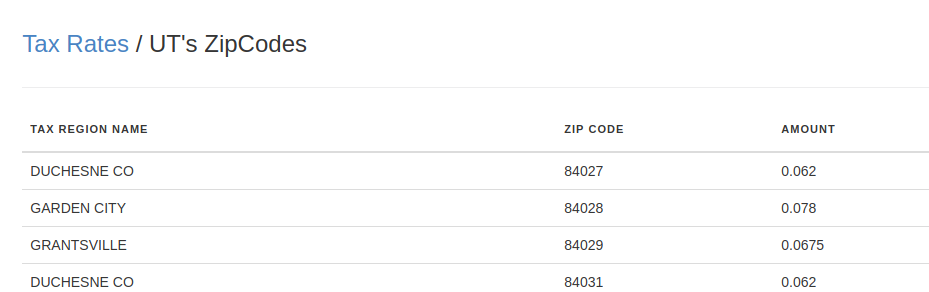 Tax Rates / UT's ZipCodes
TAX REGION NAME ZIP CODE AMOUNT
DUCHESNE CO 84027 0.062
GARDEN CITY 84028 0.078
GRANTSVILLE 84029 0.0675
DUCHESNE CO 84031 0.062